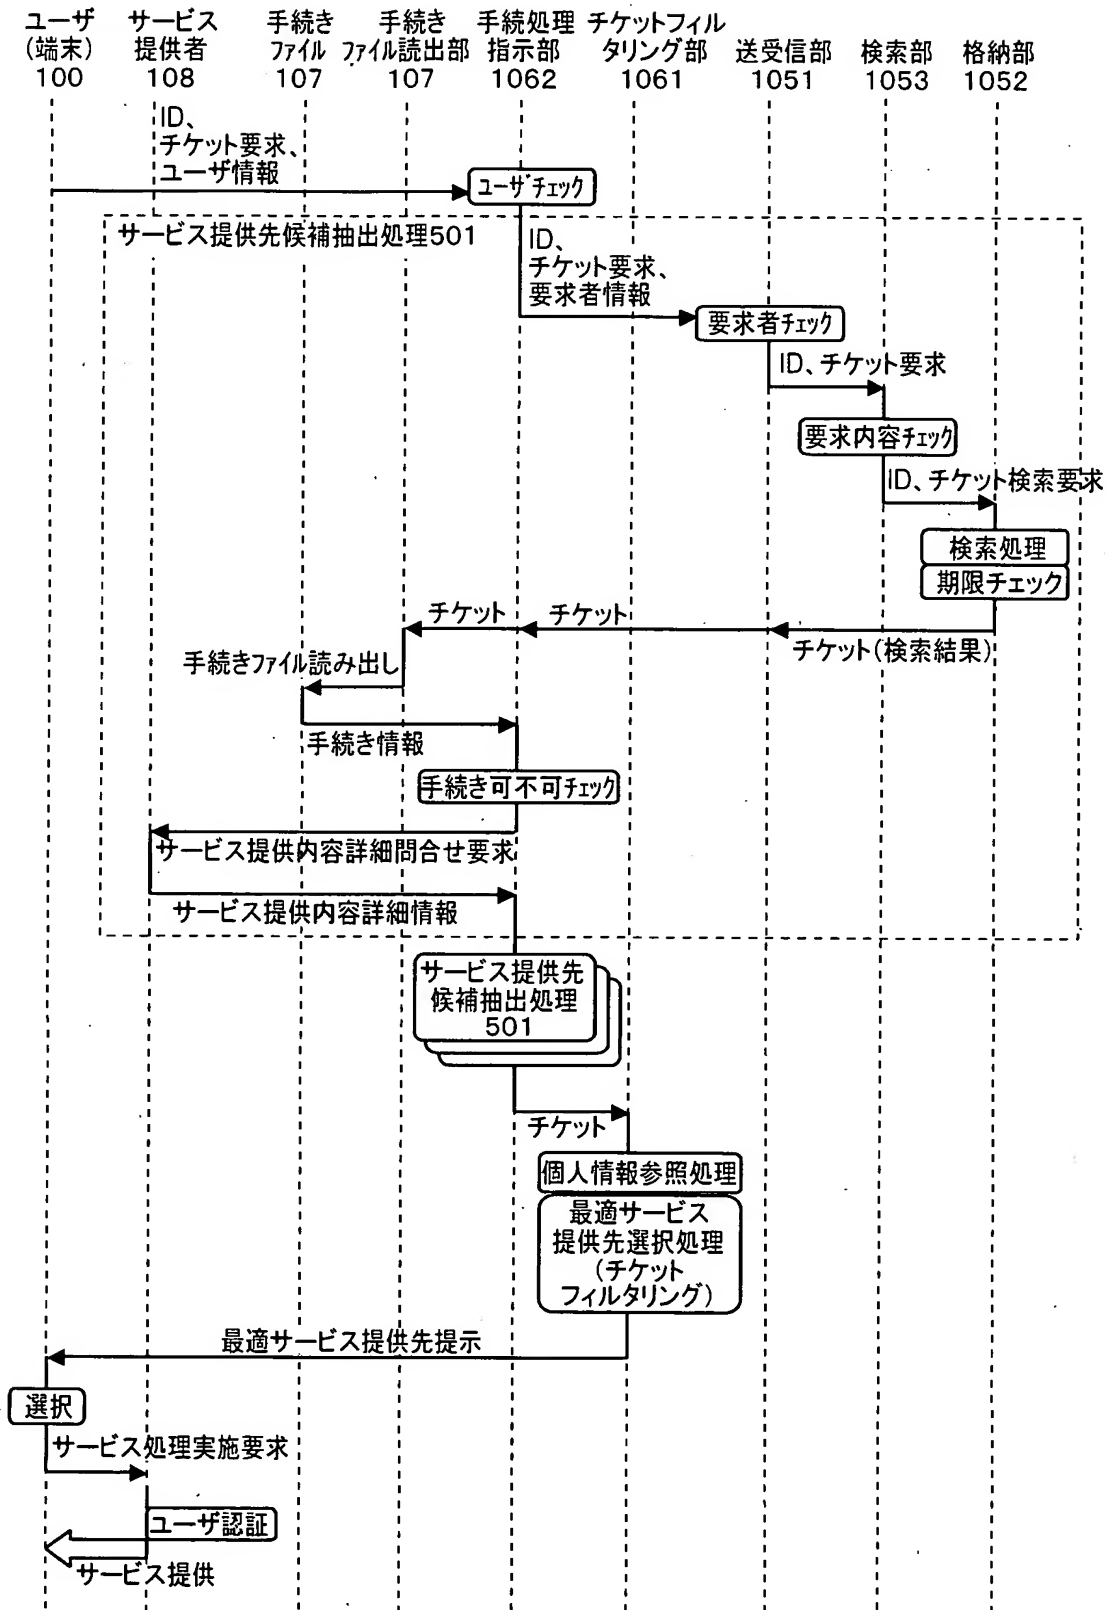 ユーザ
(端末)
100
サービス
提供者
108
手続き
ファイル
107
手続き
ファイル読出部
107
手続処理
指示部
1062
チケットフィル
タリング部
1061
送受信部
1051
検索部
1053
格納部
1052
ID、
チケット要求、
ユーザ情報
ユーザチェック
サービス提供先候補抽出処理501
ID、
チケット要求、
要求者情報
要求者チェック
ID、チケット要求
要求内容チェック
ID、チケット検索要求
検索処理
期限チェック
チケット
チケット
チケット(検索結果)
手続きファイル読み出し
手続き情報
手続き可不可チェック
サービス提供内容詳細問合せ要求
サービス提供内容詳細情報
サービス提供先
候補抽出処理
501
チケット
個人情報参照処理
最適サービス
提供先選択処理
(チケット
フィルタリング)
最適サービス提供先提示
選択
サービス処理実施要求
ユーザ認証
サービス提供